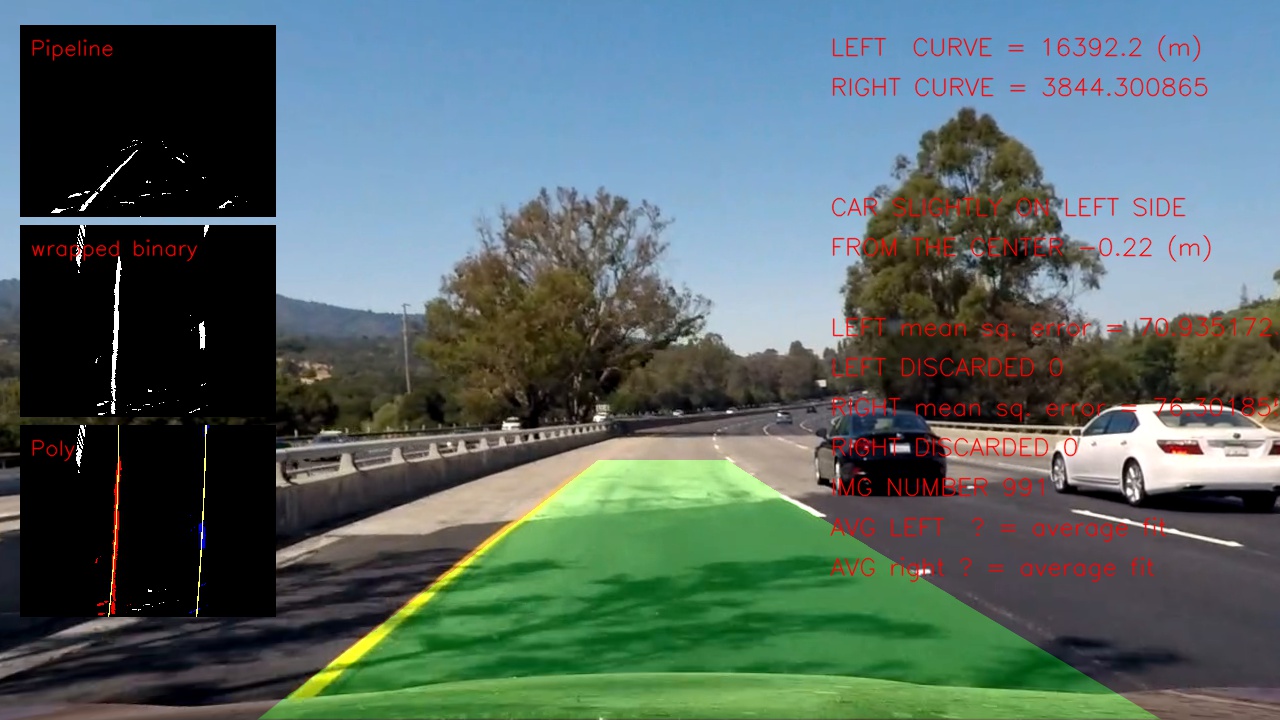 Pipeline
wrapped binary
Poly
LEFT CURVE = 16392.2 (m)
RIGHT CURVE = 3844.300865
CAR SLIGHTLY ON LEFT SIDE
FROM THE CENTER -0.22 (m)
LEFT mean sq. error = 70.935172
LEFT DISCARDED 0
RIGHT mean sq. error = 76.30185
RIGHT DISCARDED 0
IMG NUMBER 991
AVG LEFT ? = average fit
AVG right ? = average fit